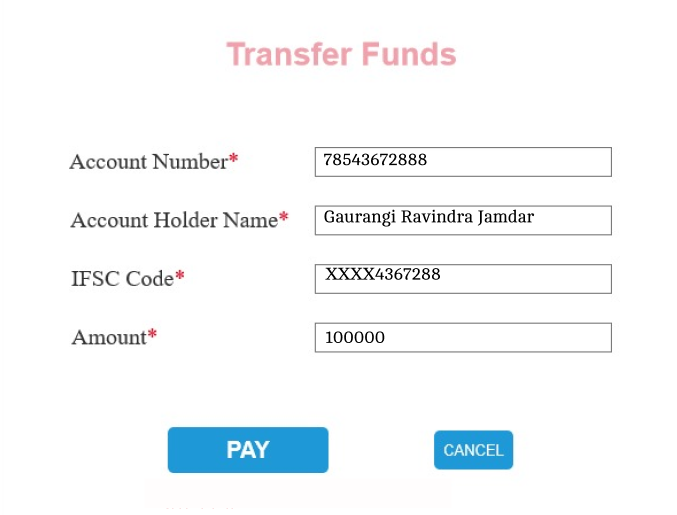 Transfer Funds
Account Number* 78543672888
Account Holder Name* Gaurangi Ravindra Jamdar
IFSC Code* XXXX4367288
Amount* 100000
PAY CANCEL